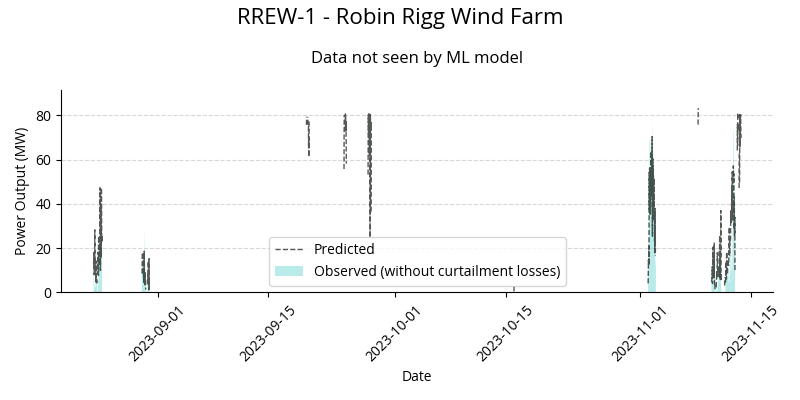 RREW-1 - Robin Rigg Wind Farm
Data not seen by ML model
Power Output (MW)
80
60
40
20
0
Predicted
Observed (without curtailment losses)
2023-09-01
2023-09-15
2023-10-01
2023-10-15
2023-11-01
2023-11-15
Date